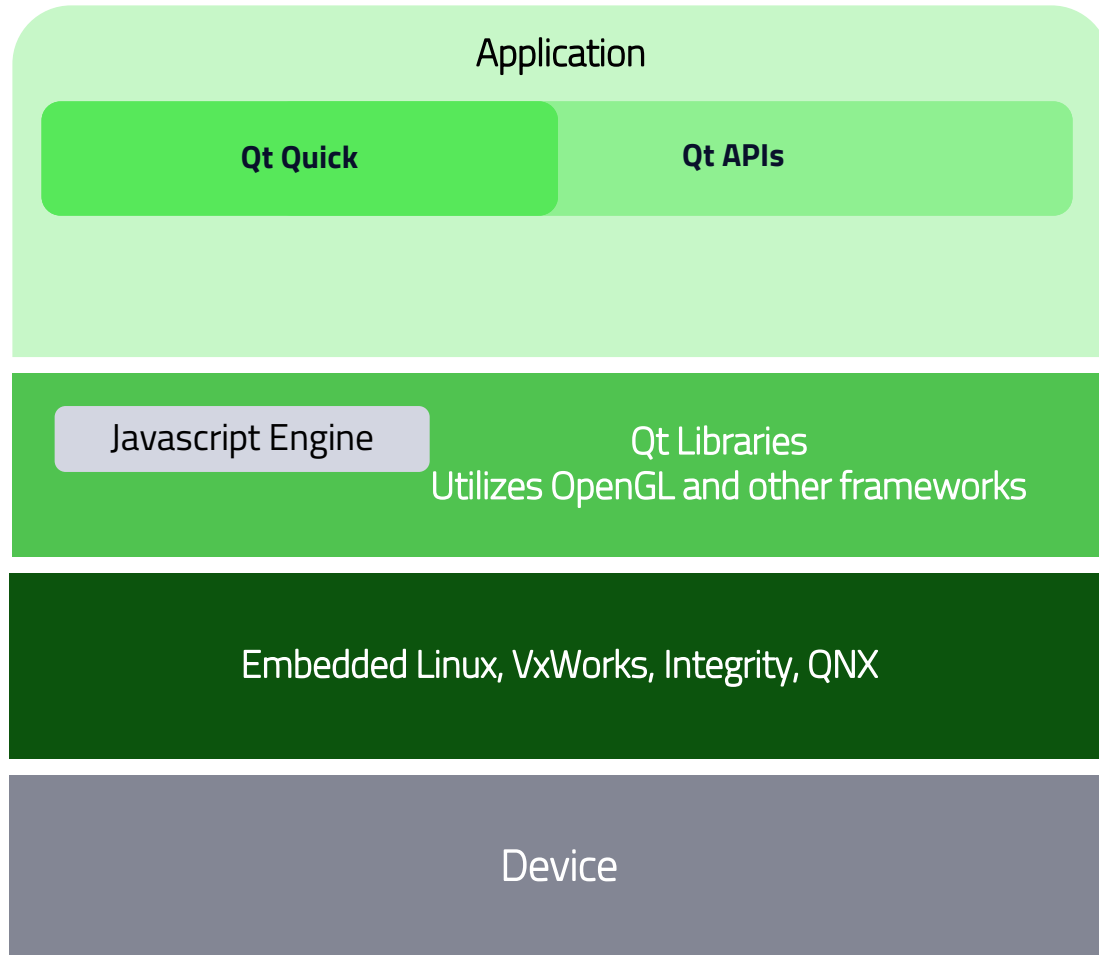 Application
Qt Quick
Qt APIs
Javascript Engine
Qt Libraries
Utilizes OpenGL and other frameworks
Embedded Linux, VxWorks, Integrity, QNX
Device